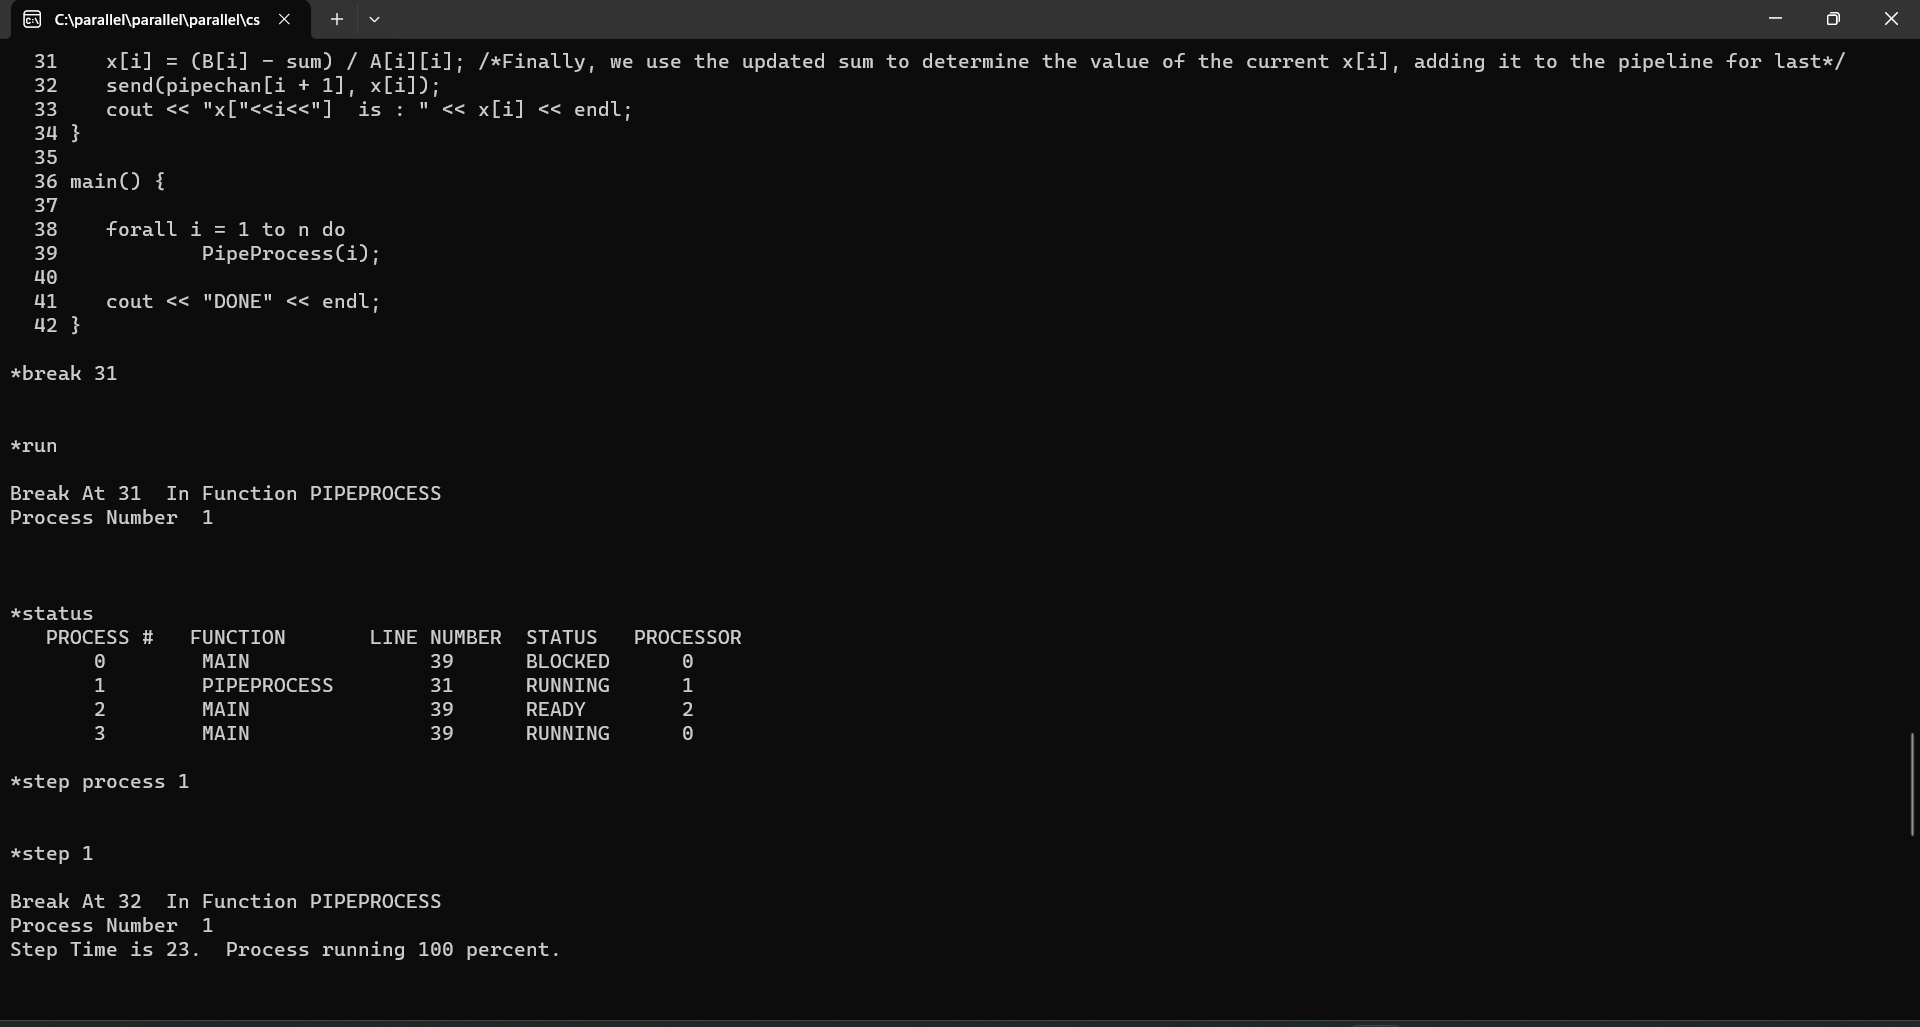 C:\parallel\parallel\parallel\cs
31    x[i] = (B[i] - sum) / A[i][i]; /*Finally, we use the updated sum to determine the value of the current x[i], adding it to the pipeline for last*/
32    send(pipechan[i + 1], x[i]);
33    cout << "x["<<i<<"]  is : " << x[i] << endl;
34 }
35
36 main() {
37
38    forall i = 1 to n do
39            PipeProcess(i);
40
41    cout << "DONE" << endl;
42 }
*break 31
*run
Break At 31  In Function PIPEPROCESS
Process Number  1
*status
PROCESS #   FUNCTION       LINE NUMBER  STATUS   PROCESSOR
0        MAIN               39      BLOCKED      0
1        PIPEPROCESS        31      RUNNING      1
2        MAIN               39      READY        2
3        MAIN               39      RUNNING      0
*step process 1
*step 1
Break At 32  In Function PIPEPROCESS
Process Number  1
Step Time is 23.  Process running 100 percent.